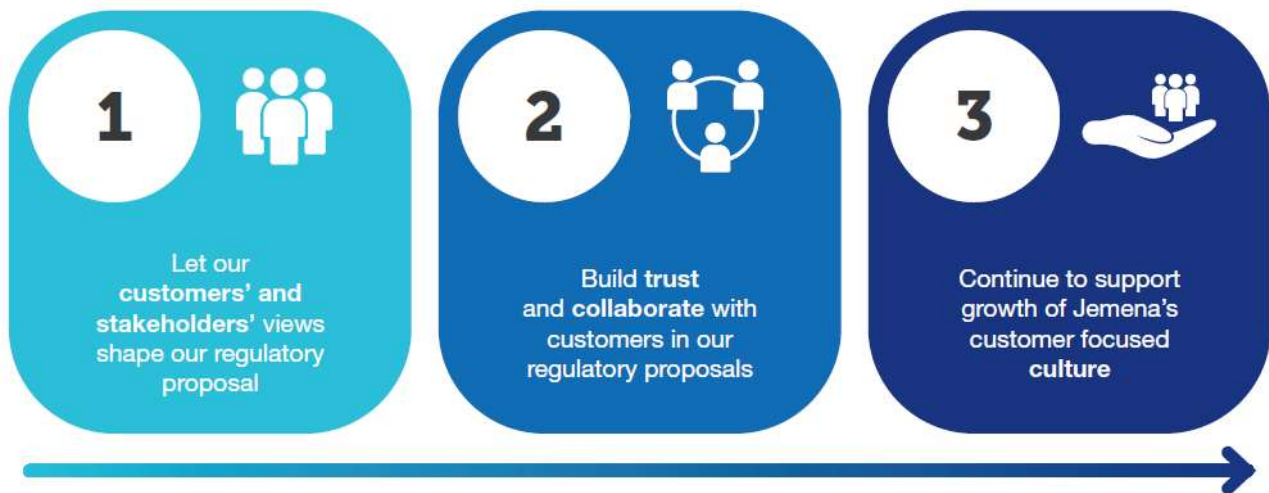 1
Let our
customers’ and
stakeholders’ views
shape our regulatory
proposal
2
Build trust
and collaborate with
customers in our
regulatory proposals
3
Continue to support
growth of Jemena’s
customer focused
culture